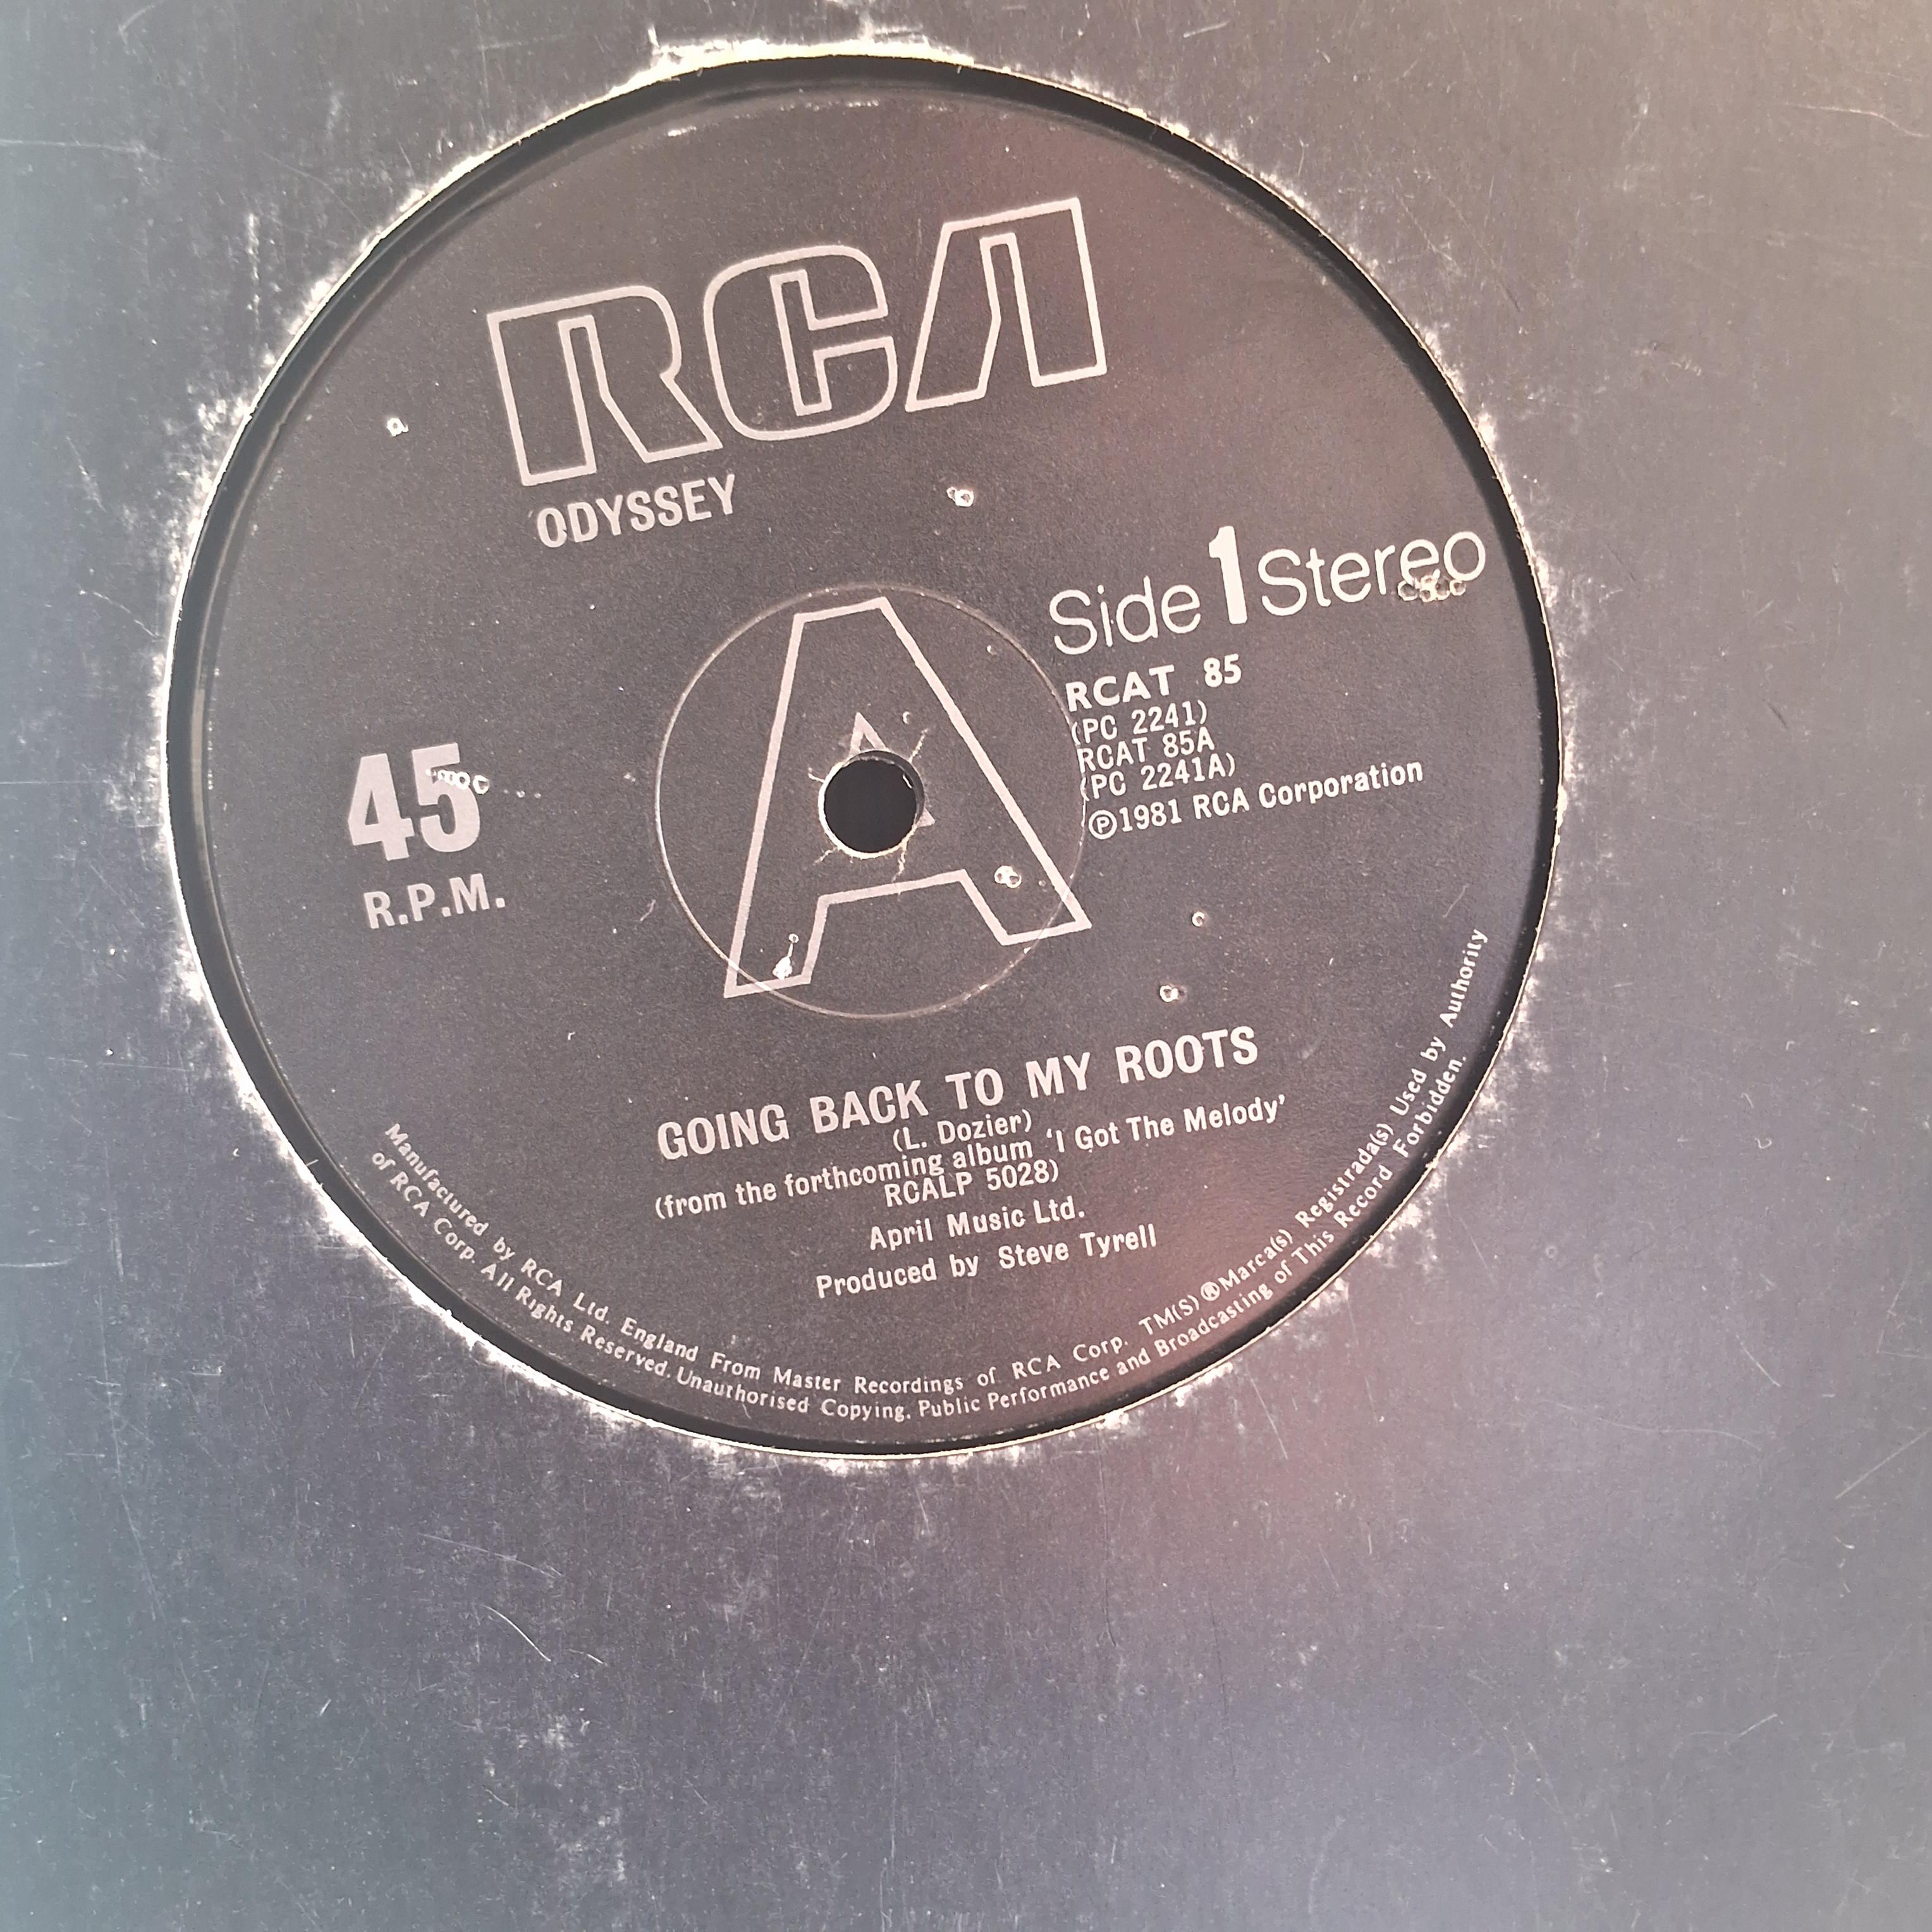 RCA
ODYSSEY
Side 1 Stereo
RCAT 85
(PC 2241)
RCAT 85A
(PC 2241A)
℗1981 RCA Corporation
45
R.P.M.
A
GOING BACK TO MY ROOTS
(L. Dozier)
(from the forthcoming album 'I Got The Melody'
RCALP 5028)
April Music Ltd.
Produced by Steve Tyrell
Manufactured by RCA Ltd. England From Master Recordings of RCA Corp. TM(S) ®Marca(s) Registrada(s) Used by Authority
of RCA Corp. All Rights Reserved. Unauthorised Copying, Public Performance and Broadcasting of This Record Forbidden.